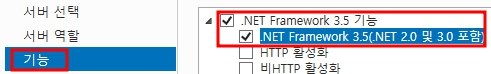 서버 선택
서버 역할
기능
.NET Framework 3.5 기능
.NET Framework 3.5(.NET 2.0 및 3.0 포함)
HTTP 활성화
비HTTP 활성화